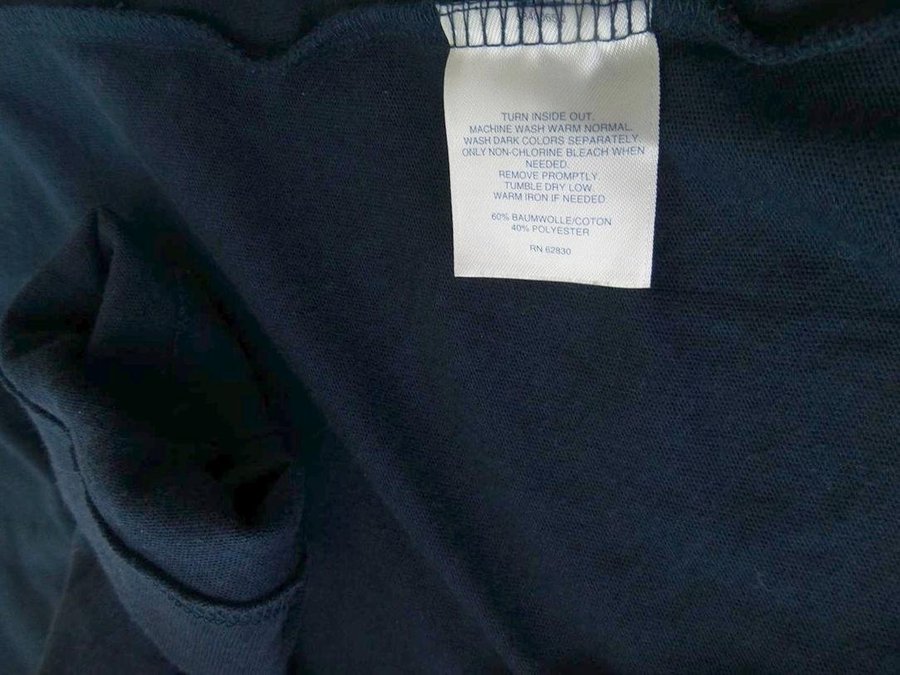 TURN INSIDE OUT.
MACHINE WASH WARM NORMAL.
WASH DARK COLORS SEPARATELY.
ONLY NON-CHLORINE BLEACH WHEN
NEEDED.
REMOVE PROMPTLY
TUMBLE DRY LOW.
WARM IRON IF NEEDED
60% BAUMWOLLE/COTON
40% POLYESTER
RN 62830